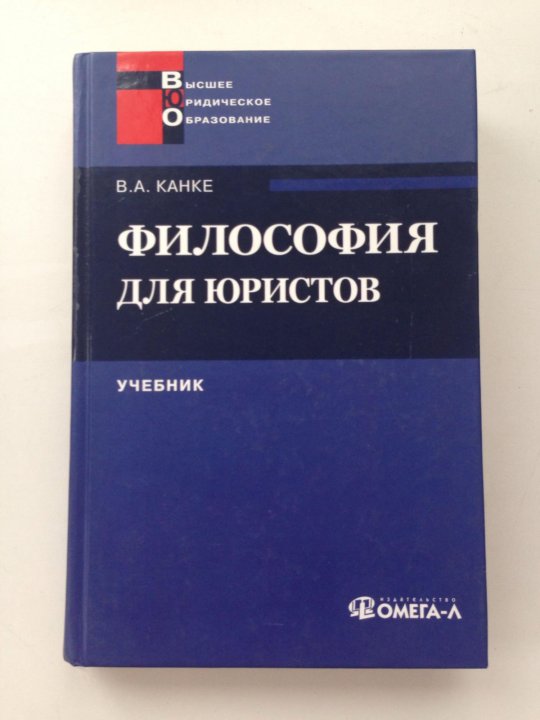 Высшее
Юридическое
Образование
В.А. КАНКЕ
ФИЛОСОФИЯ
ДЛЯ ЮРИСТОВ
УЧЕБНИК
ИЗДАТЕЛЬСТВО
ОМЕГА-Л